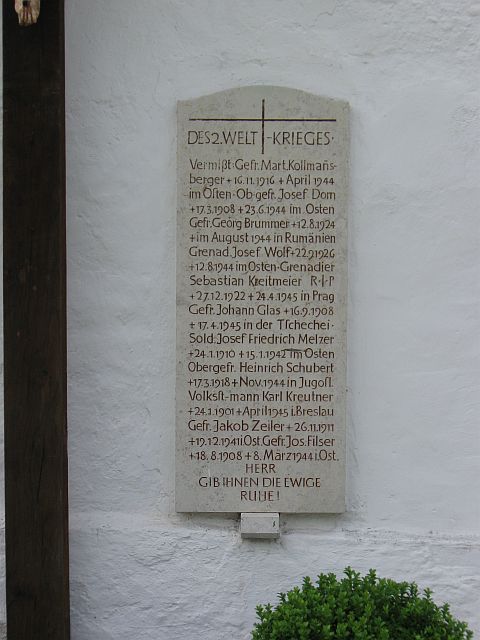 DES 2. WELT-KRIEGES·
Vermißt·Gefr. Mart. Kollmañs-
berger + 16.11.1916 + April 1944
im Osten·Ob·gefr. Josef Dom
+17.3.1908 + 23.6.1944 im Osten
Gefr. Georg Brummer + 12.8.1924
+ im August 1944 in Rumänien
Grenad. Josef Wolf + 22.9.1926
+12.8.1944 im Osten·Grenadier
Sebastian Kreitmeier R·I·P
+27.12.1922 + 24.4.1945 in Prag
Gefr. Johann Glas + 16.9.1908
+ 17.4.1945 in der Tschechei·
Sold. Josef Friedrich Melzer
+24.1.1910 + 15.1.1942 im Osten
Obergefr. Heinrich Schubert
+17.3.1918 + Nov. 1944 in Jugosl.
Volksst.-mann Karl Kreutner
+24.1.1901 + April 1945 i. Breslau
Gefr. Jakob Zeiler + 26.11.1911
+19.12.1941 i. Ost. Gefr. Jos. Filser
+18.8.1908 + 8. März 1944 i. Ost.
HERR
GIB IHNEN DIE EWIGE
RUHE!